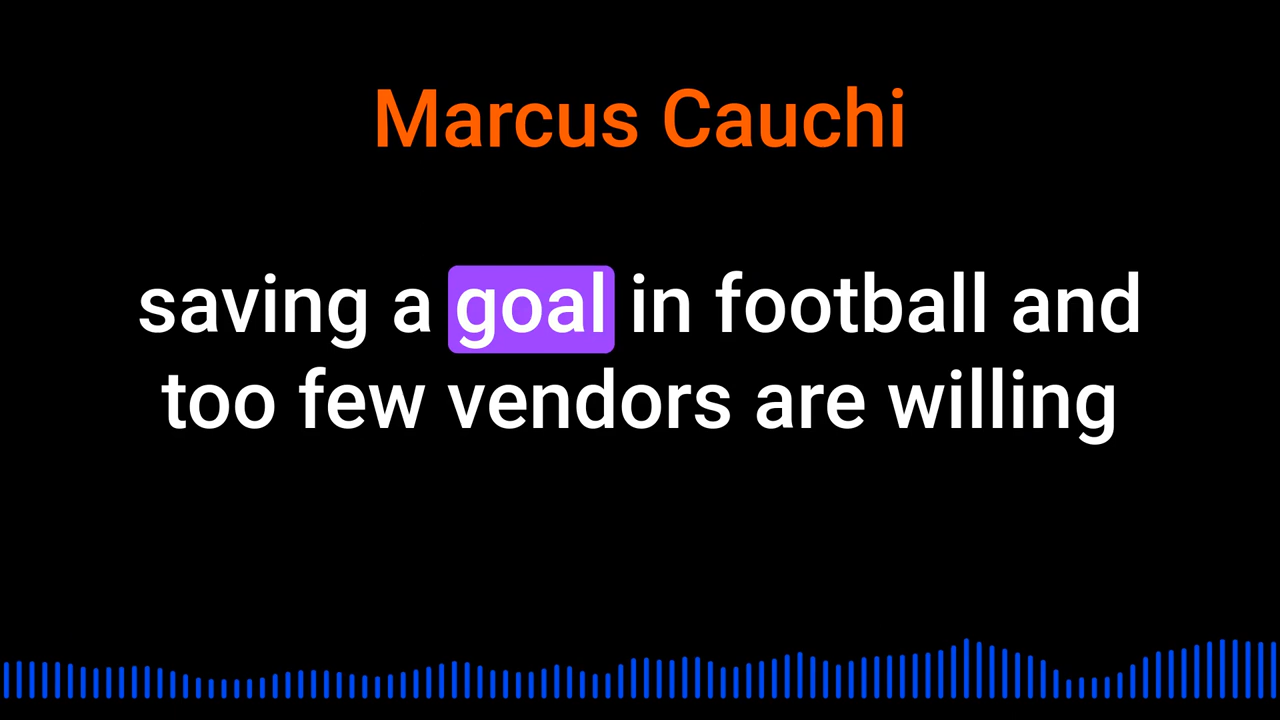 Marcus Cauchi
saving a goal in football and
too few vendors are willing